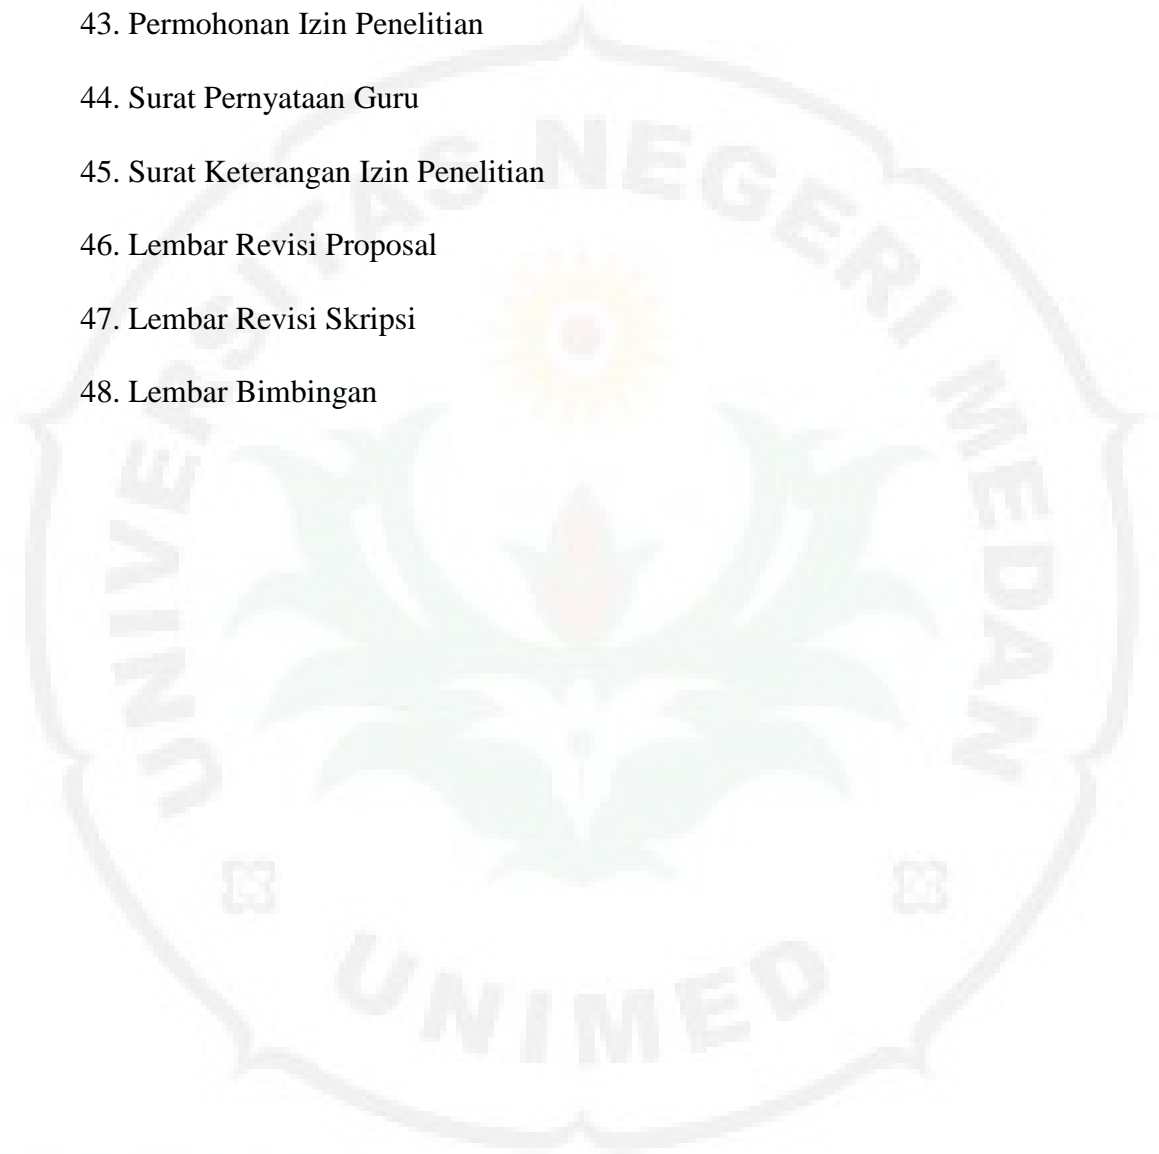 43. Permohonan Izin Penelitian
44. Surat Pernyataan Guru
45. Surat Keterangan Izin Penelitian
46. Lembar Revisi Proposal
47. Lembar Revisi Skripsi
48. Lembar Bimbingan
UNIVERSITAS NEGERI MEDAN
UNIMED